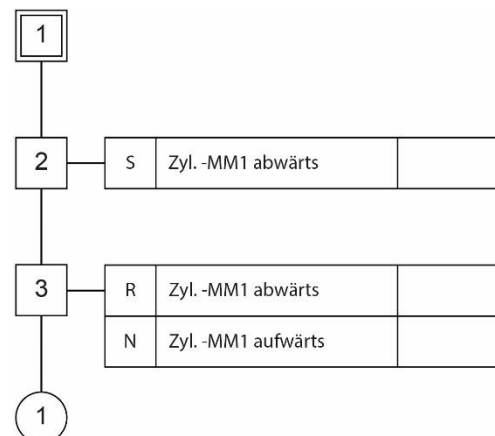 1
2 S Zyl. -MM1 abwärts
3 R Zyl. -MM1 abwärts
N Zyl. -MM1 aufwärts
1